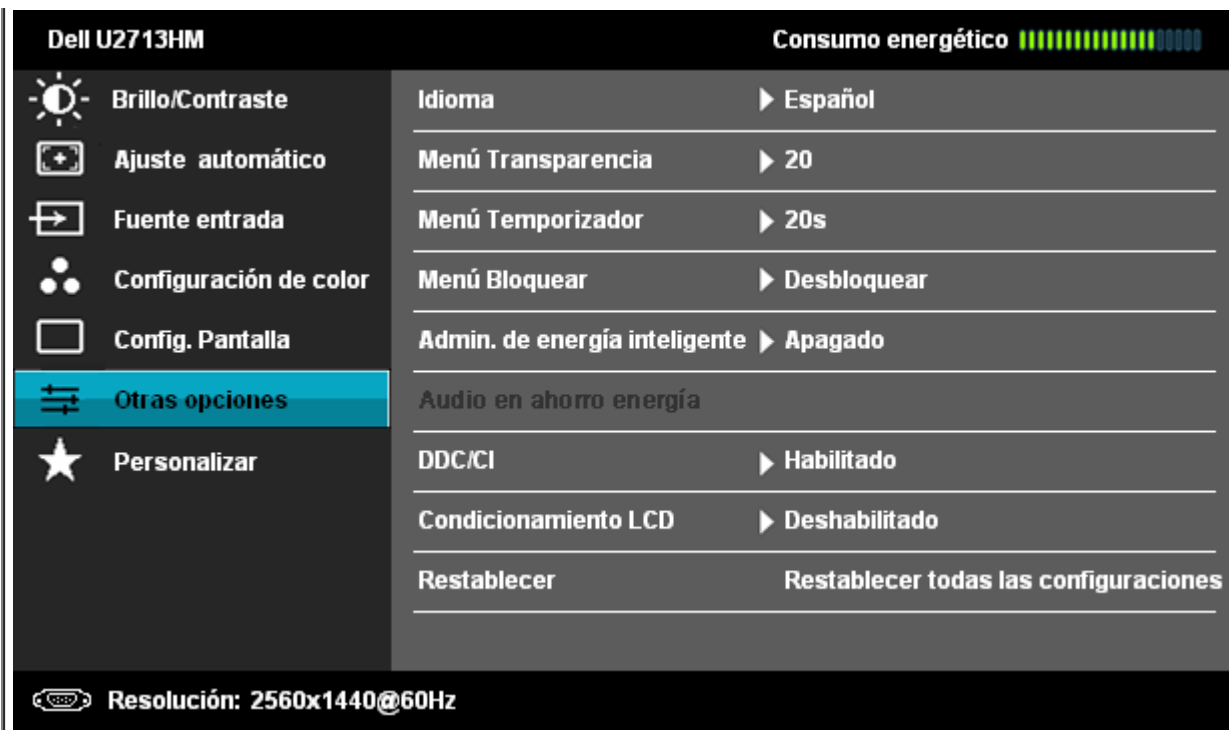 Dell U2713HM
Consumo energético
Brillo/Contraste
Ajuste automático
Fuente entrada
Configuración de color
Config. Pantalla
Otras opciones
Personalizar
Idioma Español
Menú Transparencia 20
Menú Temporizador 20s
Menú Bloquear Desbloquear
Admin. de energía inteligente Apagado
Audio en ahorro energía
DDC/CI Habilitado
Condicionamiento LCD Deshabilitado
Restablecer Restablecer todas las configuraciones
Resolución: 2560x1440@60Hz